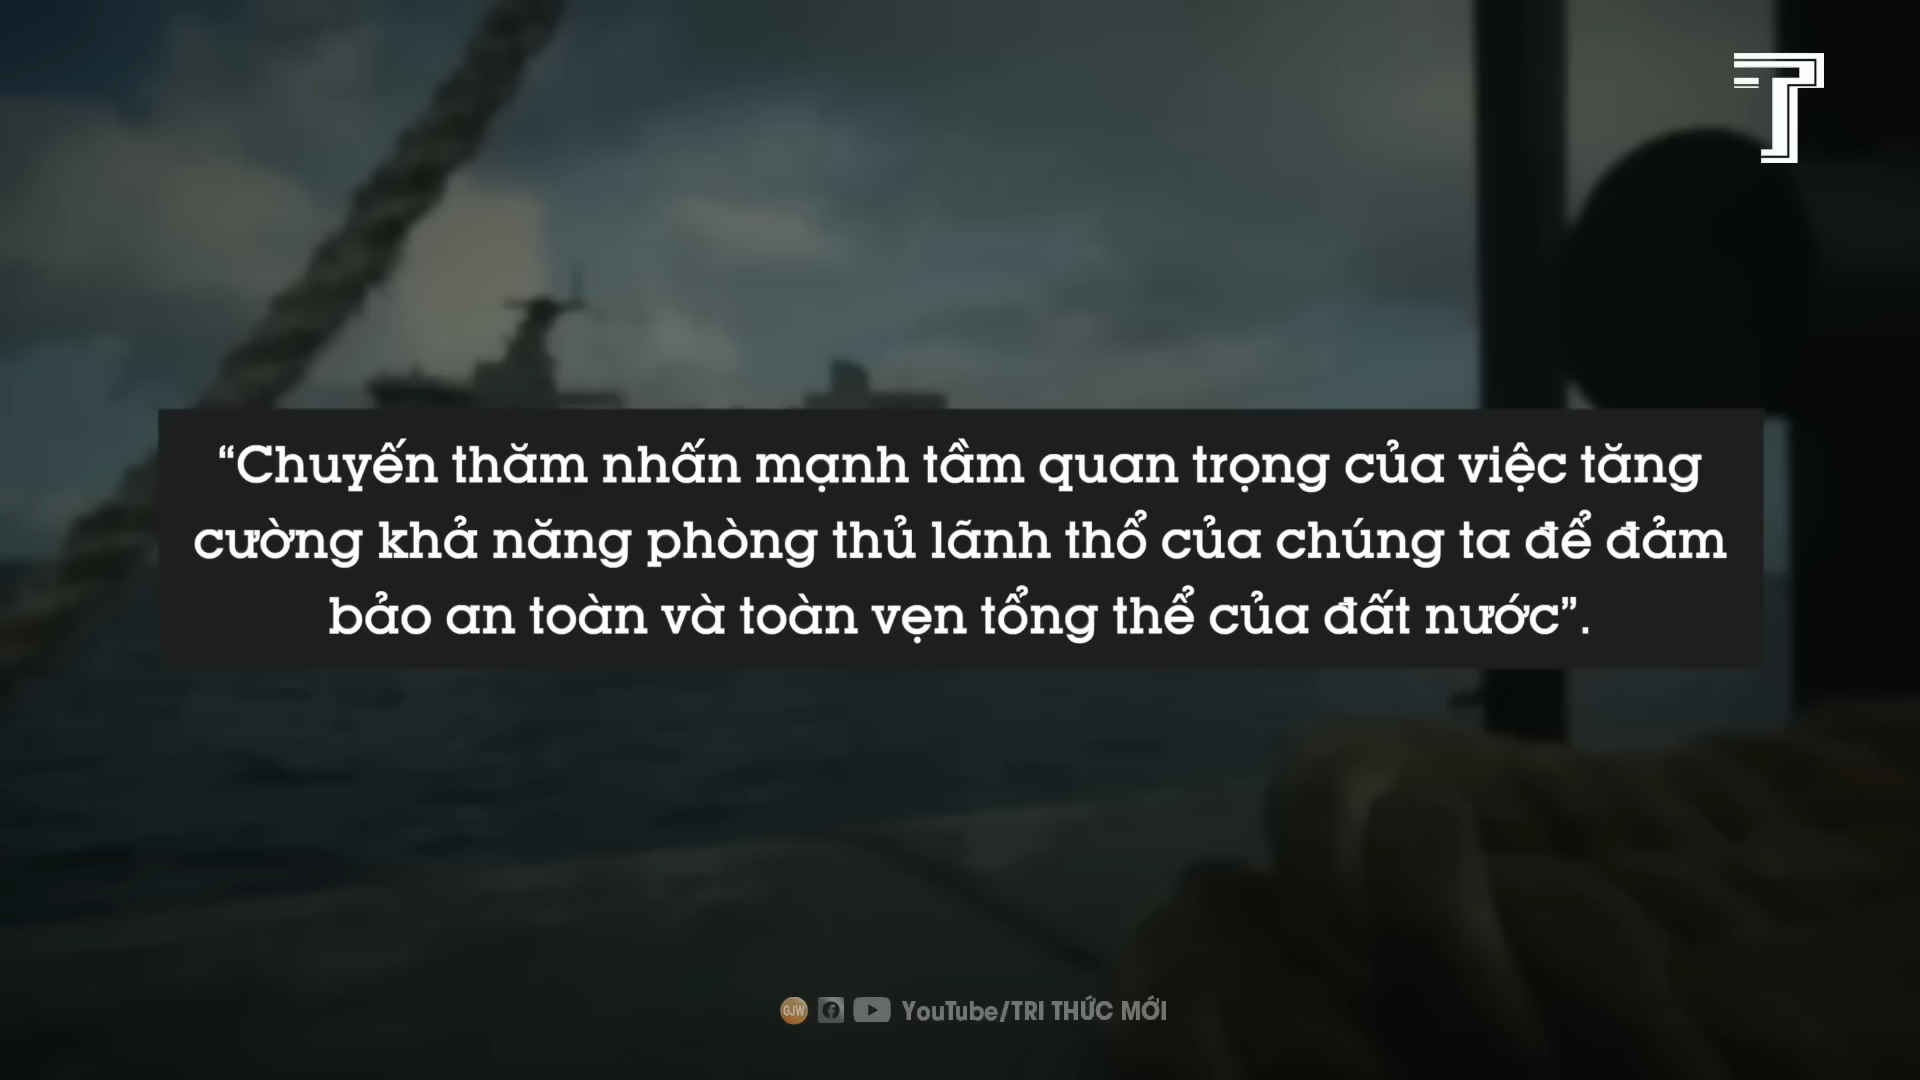 “Chuyến thăm nhấn mạnh tầm quan trọng của việc tăng
cường khả năng phòng thủ lãnh thổ của chúng ta để đảm
bảo an toàn và toàn vẹn tổng thể của đất nước”.
GJW YouTube/TRI THỨC MỚI